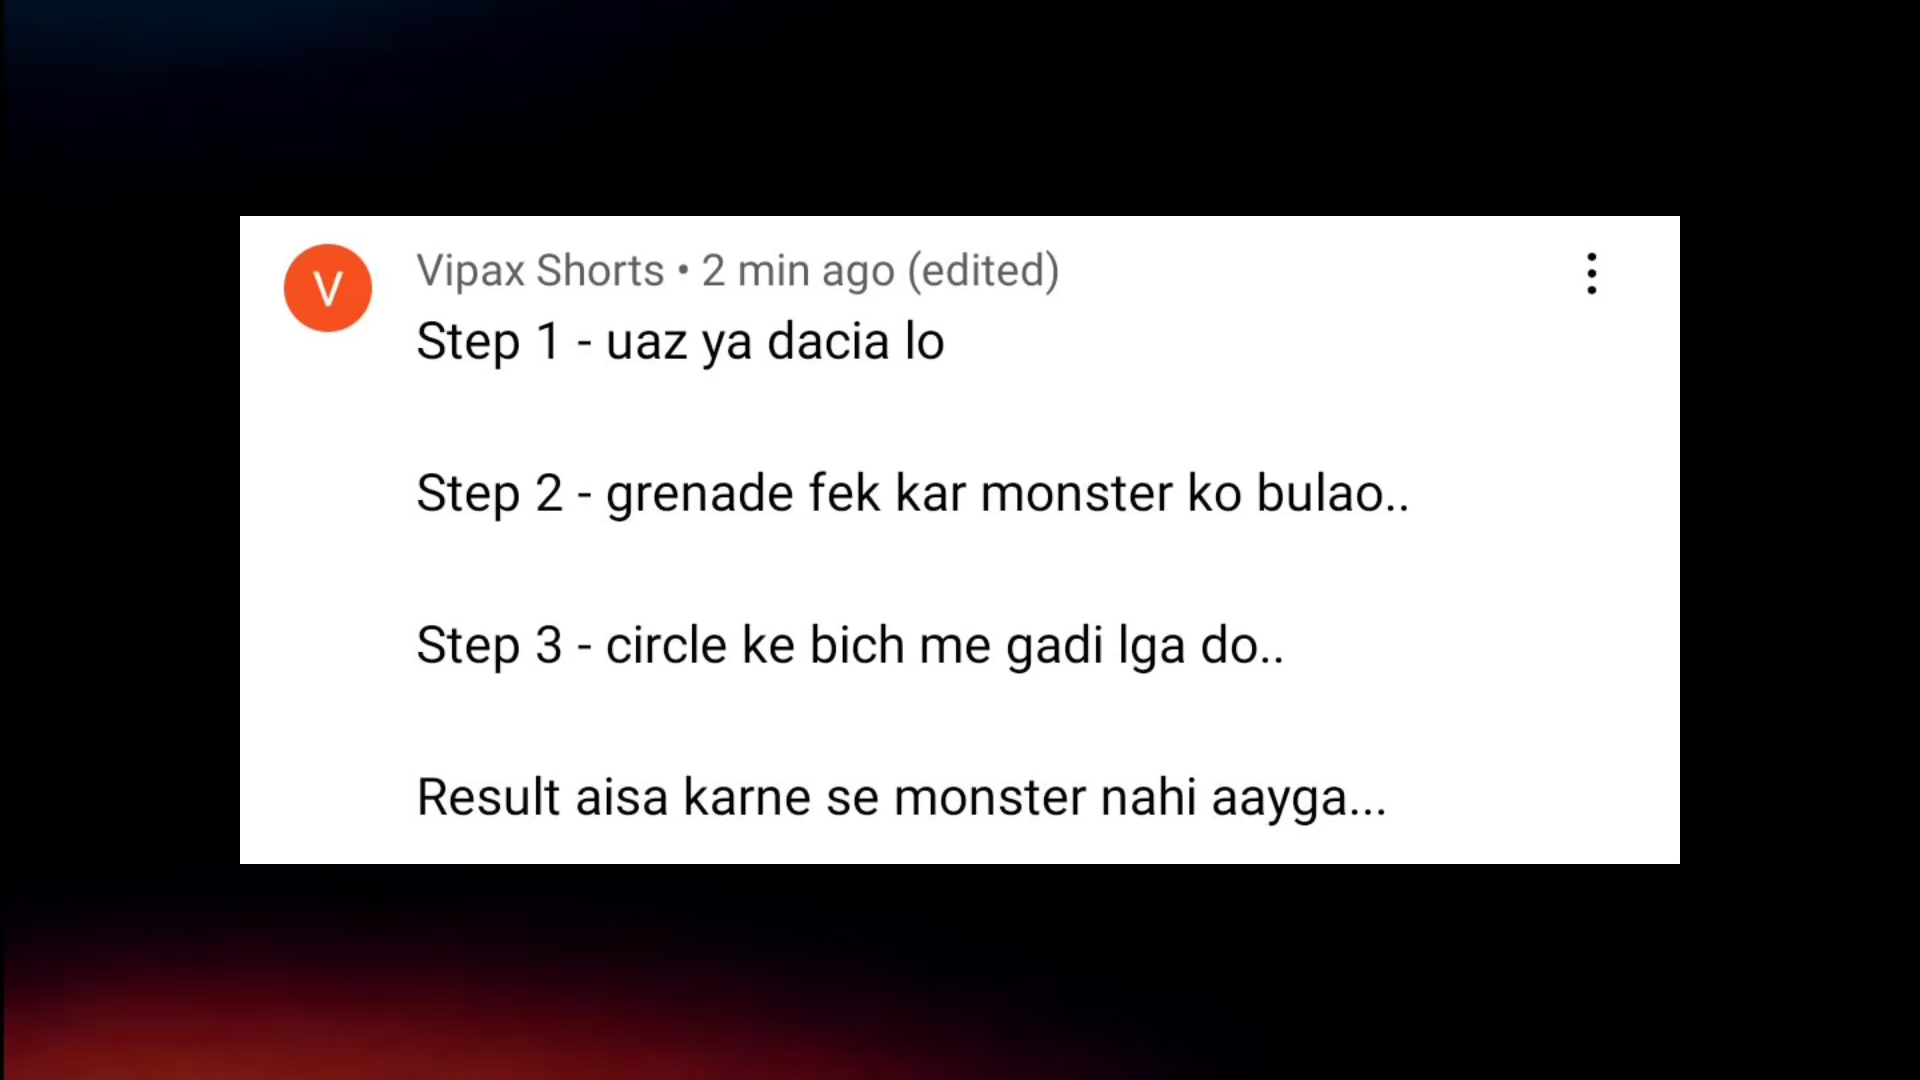 V
Vipax Shorts • 2 min ago (edited)
Step 1 - uaz ya dacia lo
Step 2 - grenade fek kar monster ko bulao..
Step 3 - circle ke bich me gadi lga do..
Result aisa karne se monster nahi aayga...